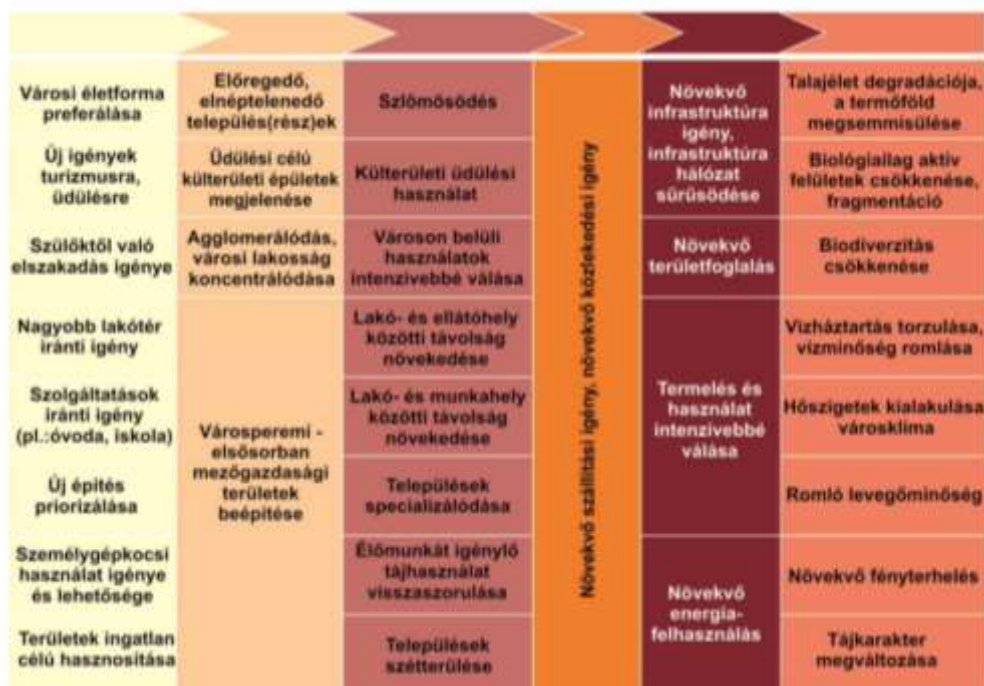 Városi életforma
preferálása
Új igények
turizmusra,
üdülésre
Szülöktől való
elszakadás igénye
Nagyobb lakótér
iránti igény
Szolgáltatások
iránti igény
(pl.:óvoda, iskola)
Új építés
priorizálása
Személygépkocsi
használat igénye
és lehetősége
Területek ingatlan
célú hasznosítása
Előregedő,
elnéptelenedő
település(rész)ek
Üdülési célú
külterületi épületek
megjelenése
Agglomerálódás,
városi lakosság
koncentrálódása
Városperemi -
elsősorban
mezőgazdasági
területek
beépítése
Szlömösödés
Külterületi üdülési
használat
Városon belüli
használatok
intenzívebbé válása
Lakó- és ellátóhely
közötti távolság
növekedése
Lakó- és munkahely
közötti távolság
növekedése
Települések
specializálódása
Élőmunkát igénylő
tájhasználat
visszaszorulása
Települések
szétterülése
Növekvő szállítási igény, növekvő közlekedési igény
Növekvő
infrastruktúra
igény,
infrastruktúra
hálózat
sűrűsödése
Növekvő
területfoglalás
Termelés és
használat
intenzívebbé
válása
Növekvő
energia-
felhasználás
Talajélet degradációja,
a termőföld
megsemmisülése
Biológiailag aktív
felületek csökkenése,
fragmentáció
Biodiverzitás
csökkenése
Vízháztartás torzulása,
vízminőség romlása
Hőszigetek kialakulása
városklíma
Romló levegőminőség
Növekvő fényterhelés
Tájkarakter
megváltozása